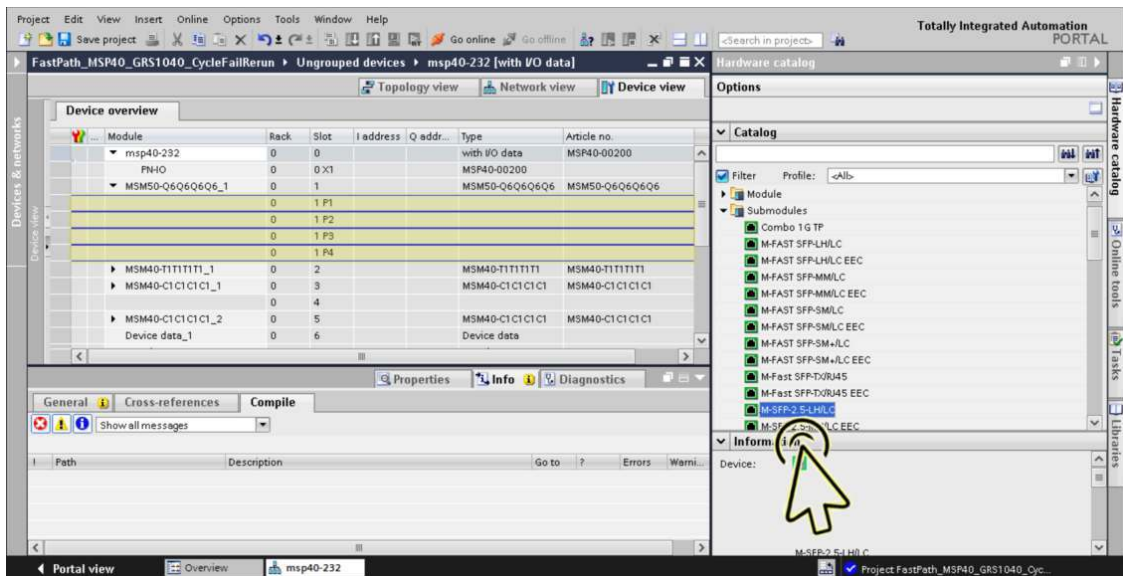 Project Edit View Insert Online Options Tools Window Help
Totally Integrated Automation
PORTAL
Save project Go online Go offline <Search in project>
FastPath_MSP40_GRS1040_CycleFailRerun Ungrouped devices msp40-232 [with I/O data]
Hardware catalog
Topology view Network view Device view
Options
Device overview
... Module Rack Slot I address Q addr... Type Article no.
msp40-232 0 0 with I/O data MSP40-00200
PN-IO 0 0 X1 MSP40-00200
MSM50-Q6Q6Q6Q6_1 0 1 MSM50-Q6Q6Q6Q6 MSM50-Q6Q6Q6Q6
0 1 P1
0 1 P2
0 1 P3
0 1 P4
MSM40-T1T1T1T1_1 0 2 MSM40-T1T1T1T1 MSM40-T1T1T1T1
MSM40-C1C1C1C1_1 0 3 MSM40-C1C1C1C1 MSM40-C1C1C1C1
0 4
MSM40-C1C1C1C1_2 0 5 MSM40-C1C1C1C1 MSM40-C1C1C1C1
Device data_1 0 6 Device data
Devices & networks
Device view
Catalog
Filter Profile: <All>
Module
Submodules
Combo 1G TP
M-FAST SFP-LH/LC
M-FAST SFP-LH/LC EEC
M-FAST SFP-MM/LC
M-FAST SFP-MM/LC EEC
M-FAST SFP-SM/LC
M-FAST SFP-SM/LC EEC
M-FAST SFP-SM+/LC
M-FAST SFP-SM+/LC EEC
M-Fast SFP-TX/RJ45
M-Fast SFP-TX/RJ45 EEC
M-SFP-2.5-LH/LC
Hardware catalog
Online tools
Tasks
Libraries
Properties Info Diagnostics
General Cross-references Compile
Show all messages
! Path Description Go to ? Errors Warni...
Device:
M-SFP-2.5-LH/LC
Portal view Overview msp40-232 Project FastPath_MSP40_GRS1040_Cyc...